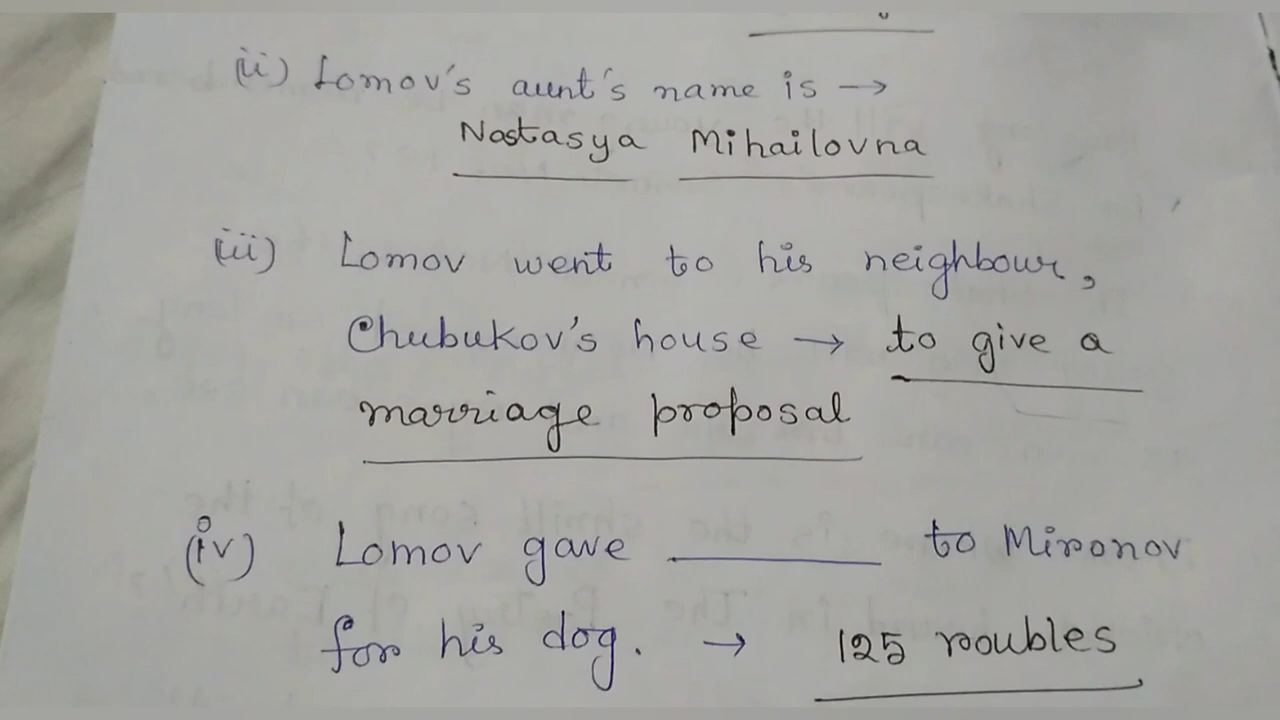 (ii) Lomov's aunt's name is →
Nastasya Mihailovna
(iii) Lomov went to his neighbour,
Chubukov's house → to give a
marriage proposal
(iv) Lomov gave ________ to Mironov
for his dog. → 125 roubles